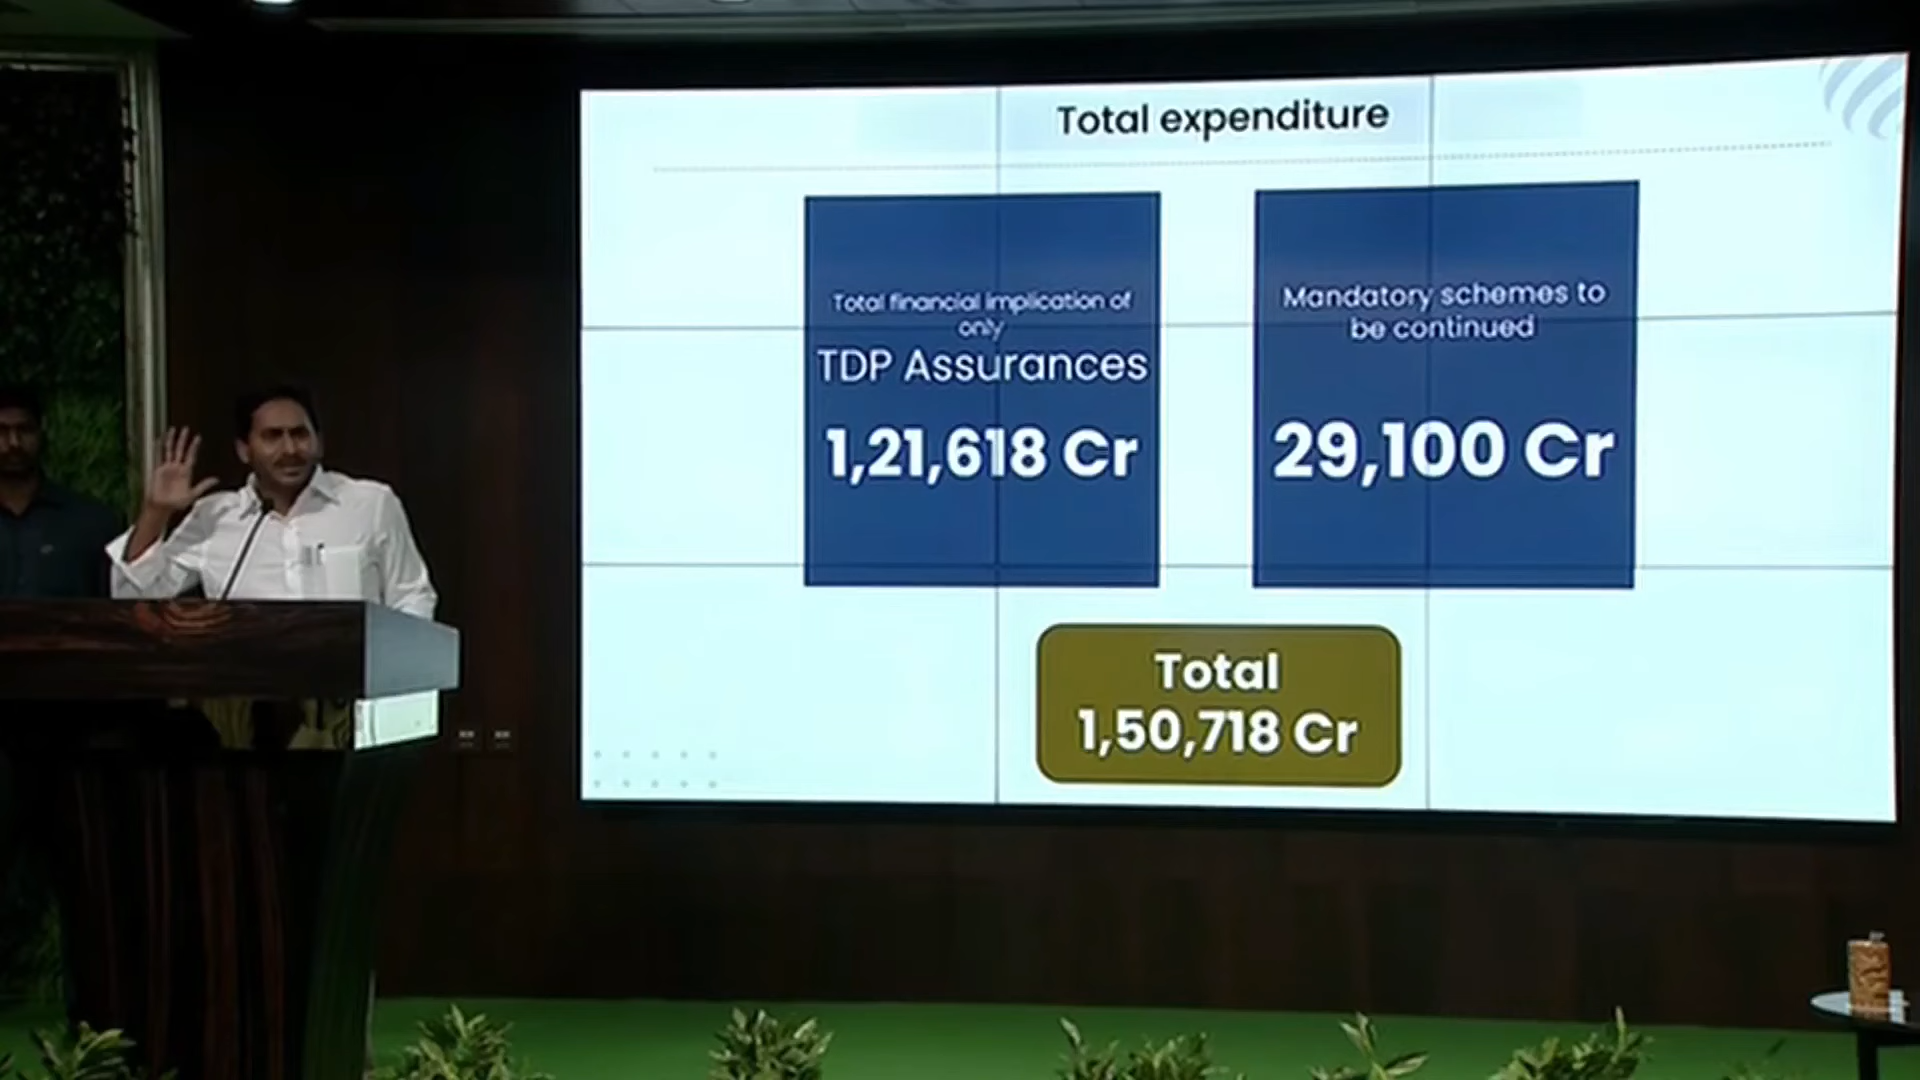 Total expenditure
Total financial implication of
only
TDP Assurances
1,21,618 Cr
Mandatory schemes to
be continued
29,100 Cr
Total
1,50,718 Cr